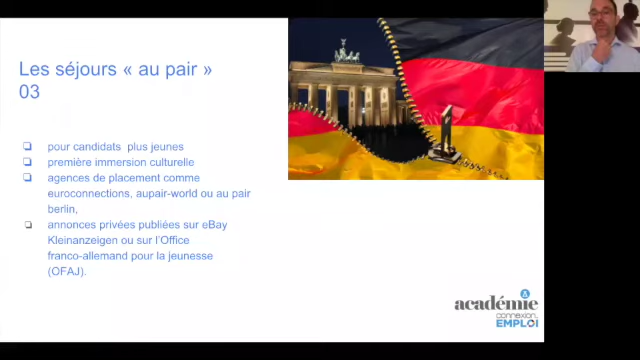 Les séjours « au pair »
03
❑ pour candidats plus jeunes
❑ première immersion culturelle
❑ agences de placement comme
euroconnections, aupair-world ou au pair
berlin,
❑ annonces privées publiées sur eBay
Kleinanzeigen ou sur l'Office
franco-allemand pour la jeunesse
(OFAJ).
académie
connexion
EMPLOI